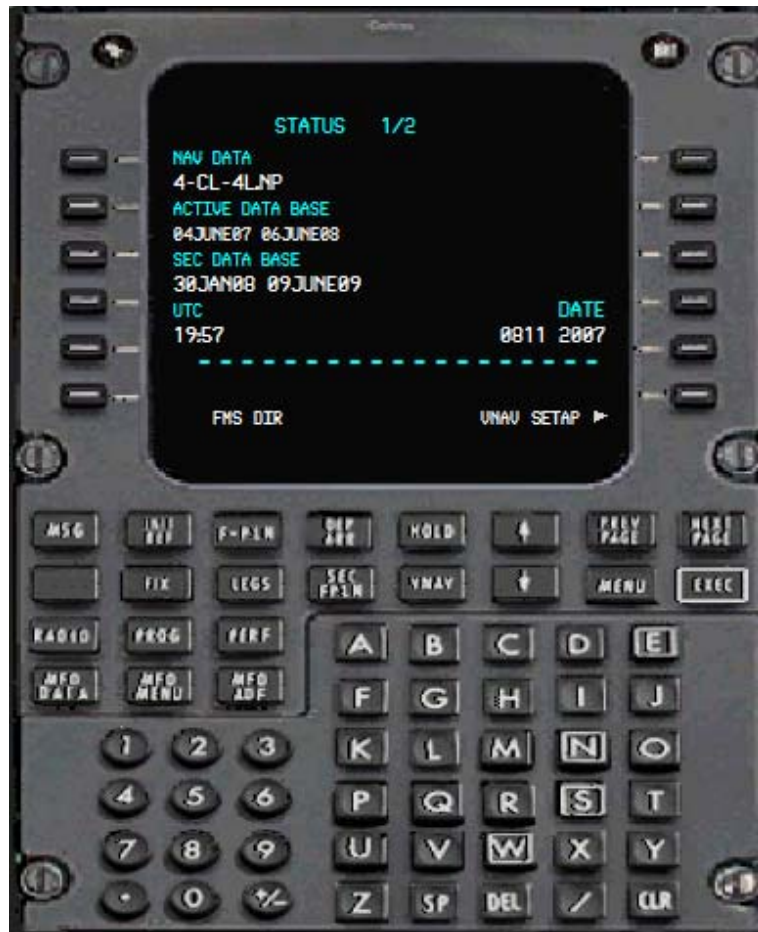 STATUS 1/2
NAV DATA
4-CL-4L.NP
ACTIVE DATA BASE
04JUNE07 06JUNE08
SEC DATA BASE
30JAN08 09JUNE09
UTC DATE
19:57 0811 2007
FMS DIR VNAV SETAP ►
MSG INIT REF F-PLN DEP ARR HOLD ↑ PREV PAGE NEXT PAGE
FIX LEGS SEC FPLN VNAV ↓ MENU EXEC
RADIO PROG PERF A B C D E
MFD DATA MFD MENU MFD ADF F G H I J
1 2 3 K L M N O
4 5 6 P Q R S T
7 8 9 U V W X Y
. 0 +/- Z SP DEL / CLR